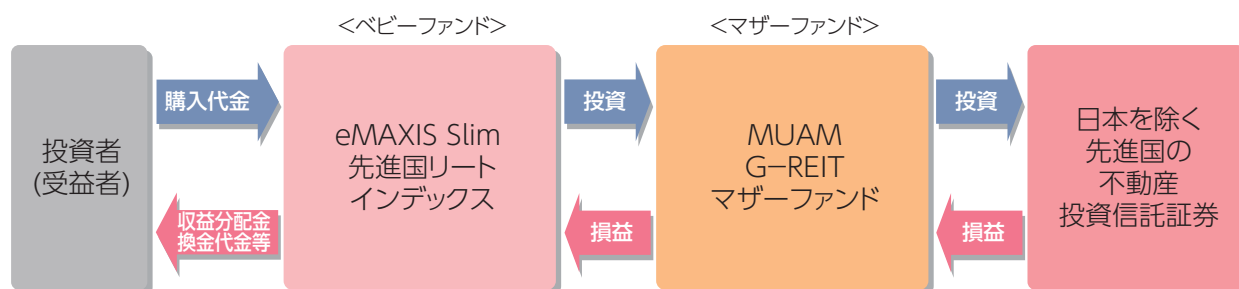 <ベビーファンド>
<マザーファンド>
投資者
(受益者)
購入代金
収益分配金
換金代金等
eMAXIS Slim
先進国リート
インデックス
投資
損益
MUAM
G−REIT
マザーファンド
投資
損益
日本を除く
先進国の
不動産
投資信託証券